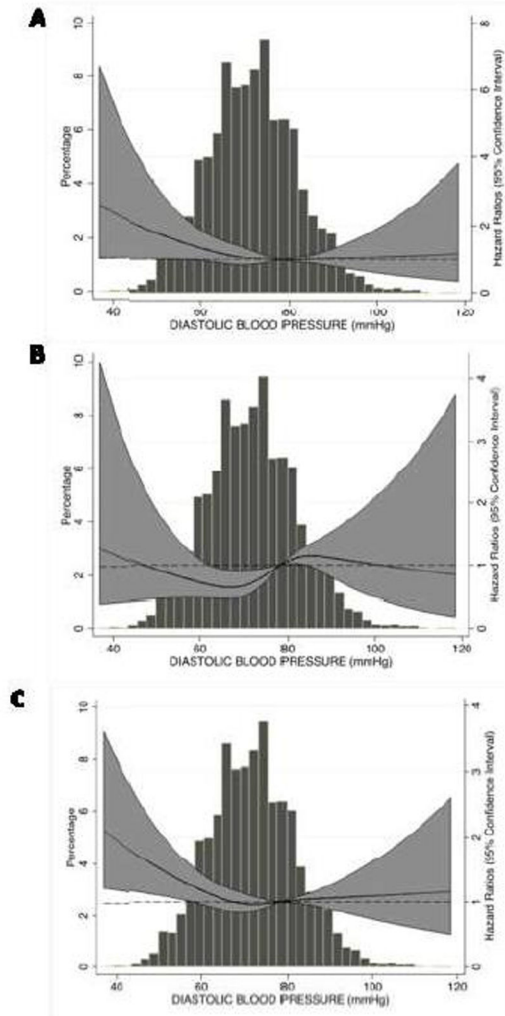 A
10
8
6
4
2
0
Percentage
8
6
4
2
0
Hazard Ratios (95% Confidence Interval)
40 60 80 100 120
DIASTOLIC BLOOD PRESSURE (mmHg)
B
10
8
6
4
2
0
Percentage
4
3
2
1
0
Hazard Ratios (95% Confidence Interval)
40 60 80 100 120
DIASTOLIC BLOOD PRESSURE (mmHg)
C
10
8
6
4
2
0
Percentage
4
3
2
1
0
Hazard Ratios (95% Confidence Interval)
40 60 80 100 120
DIASTOLIC BLOOD PRESSURE (mmHg)